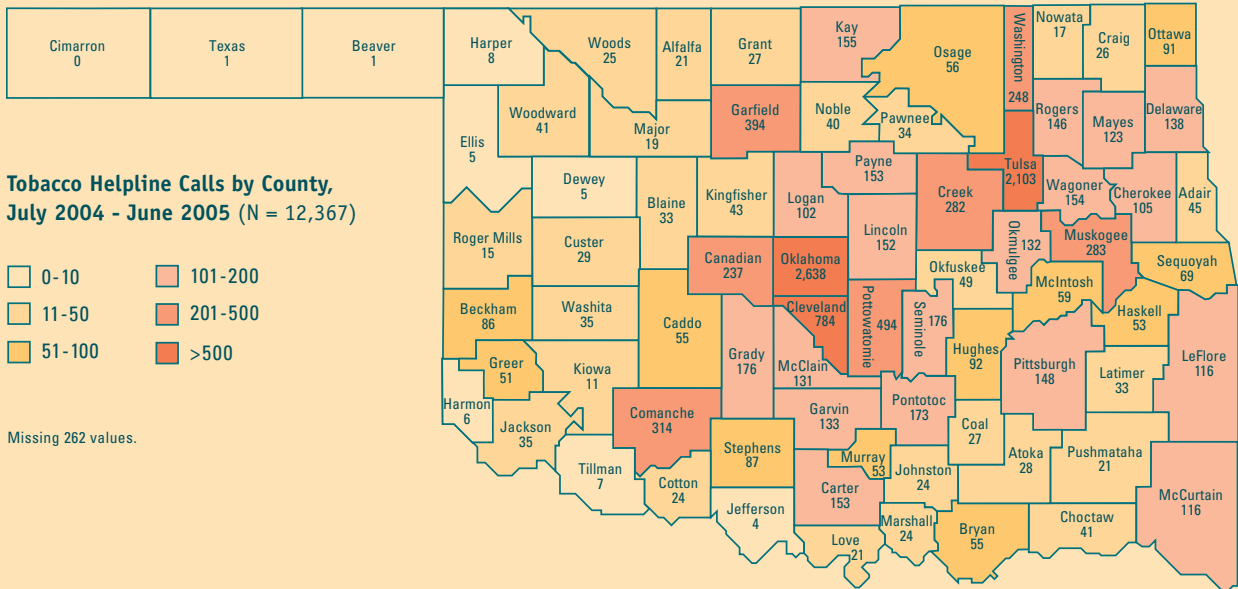 Cimarron
0
Texas
1
Beaver
1
Harper
8
Woods
25
Alfalfa
21
Grant
27
Kay
155
Osage
56
Washington
248
Nowata
17
Craig
26
Ottawa
91
Ellis
5
Woodward
41
Major
19
Garfield
394
Noble
40
Pawnee
34
Rogers
146
Mayes
123
Delaware
138
Tobacco Helpline Calls by County,
July 2004 - June 2005 (N = 12,367)
0-10
11-50
51-100
101-200
201-500
>500
Missing 262 values.
Dewey
5
Blaine
33
Kingfisher
43
Logan
102
Payne
153
Creek
282
Tulsa
2,103
Wagoner
154
Cherokee
105
Adair
45
Roger Mills
15
Custer
29
Canadian
237
Oklahoma
2,638
Lincoln
152
Okfuskee
49
Okmulgee
132
Muskogee
283
Sequoyah
69
Beckham
86
Washita
35
Caddo
55
Grady
176
Cleveland
784
McClain
131
Pottowatomie
494
Seminole
176
Hughes
92
McIntosh
59
Haskell
53
Pittsburgh
148
Latimer
33
LeFlore
116
Greer
51
Kiowa
11
Harmon
6
Jackson
35
Comanche
314
Stephens
87
Garvin
133
Pontotoc
173
Coal
27
Atoka
28
Pushmataha
21
McCurtain
116
Tillman
7
Cotton
24
Jefferson
4
Murray
53
Carter
153
Johnston
24
Love
21
Marshall
24
Bryan
55
Choctaw
41